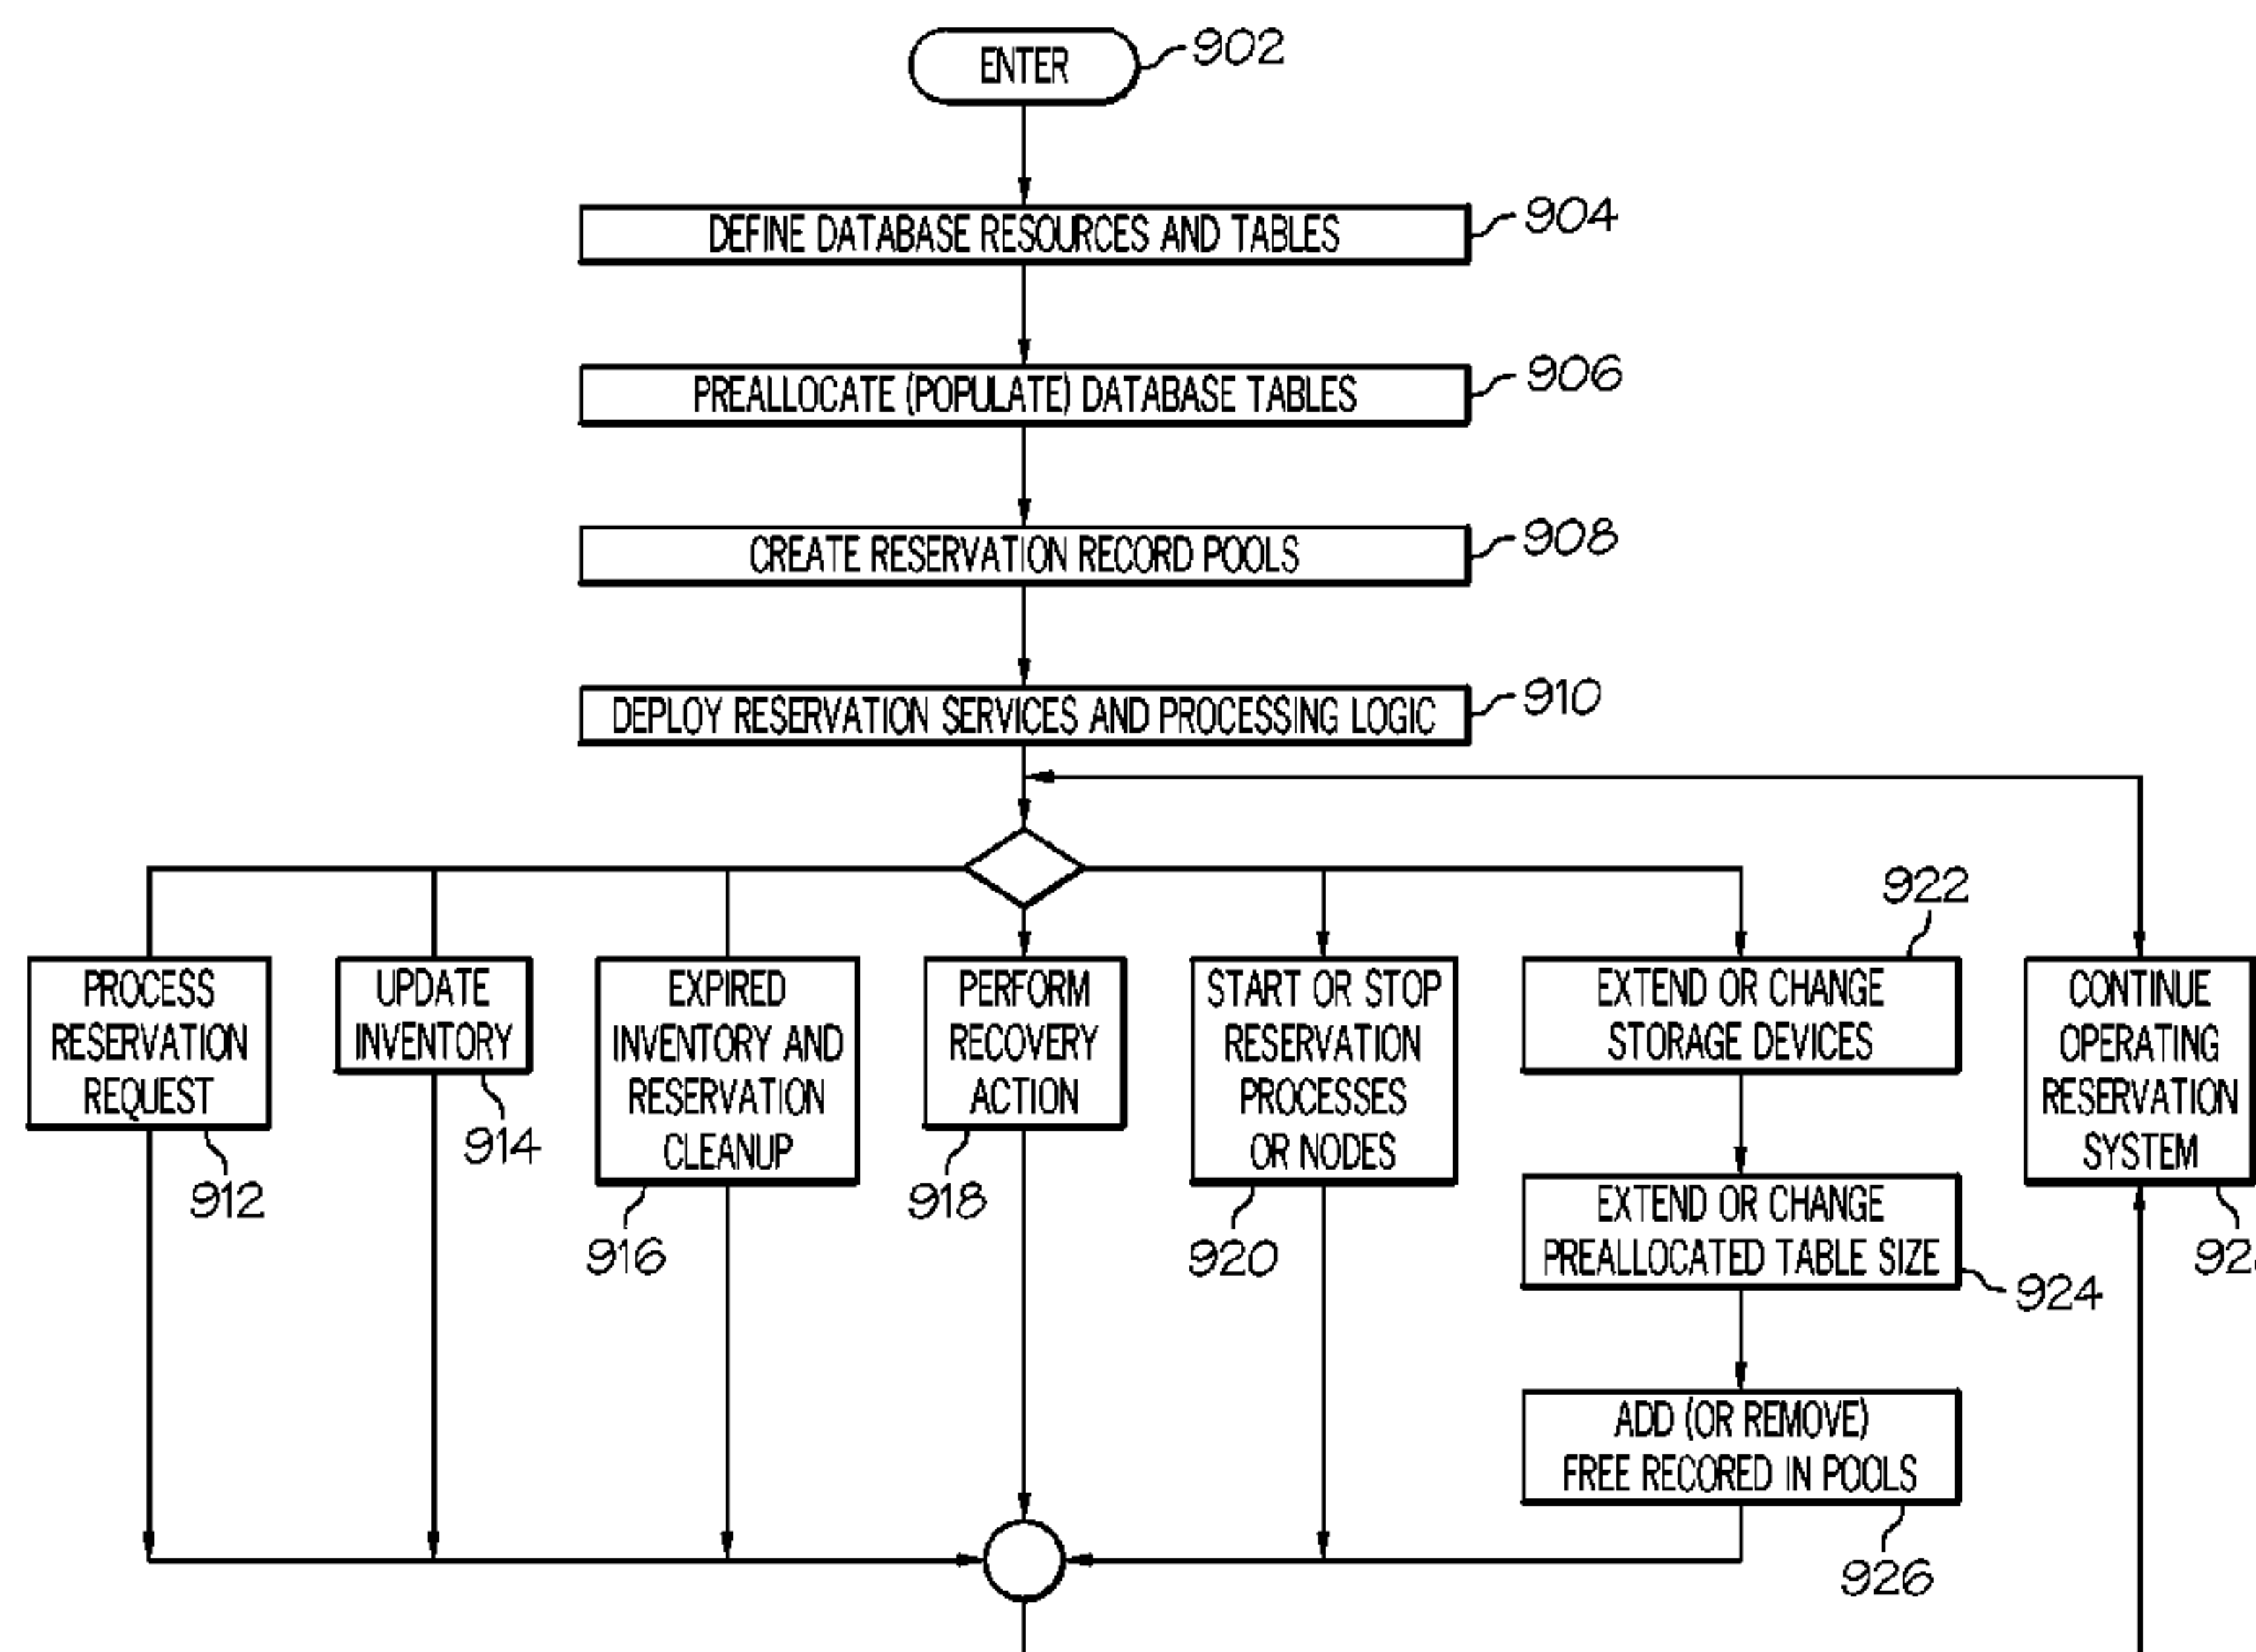 ENTER
902
DEFINE DATABASE RESOURCES AND TABLES
904
PREALLOCATE (POPULATE) DATABASE TABLES
906
CREATE RESERVATION RECORD POOLS
908
DEPLOY RESERVATION SERVICES AND PROCESSING LOGIC
910
PROCESS
RESERVATION
REQUEST
912
UPDATE
INVENTORY
914
EXPIRED
INVENTORY AND
RESERVATION
CLEANUP
916
PERFORM
RECOVERY
ACTION
918
START OR STOP
RESERVATION
PROCESSES
OR NODES
920
922
EXTEND OR CHANGE
STORAGE DEVICES
EXTEND OR CHANGE
PREALLOCATED TABLE SIZE
924
ADD (OR REMOVE)
FREE RECORED IN POOLS
926
CONTINUE
OPERATING
RESERVATION
SYSTEM